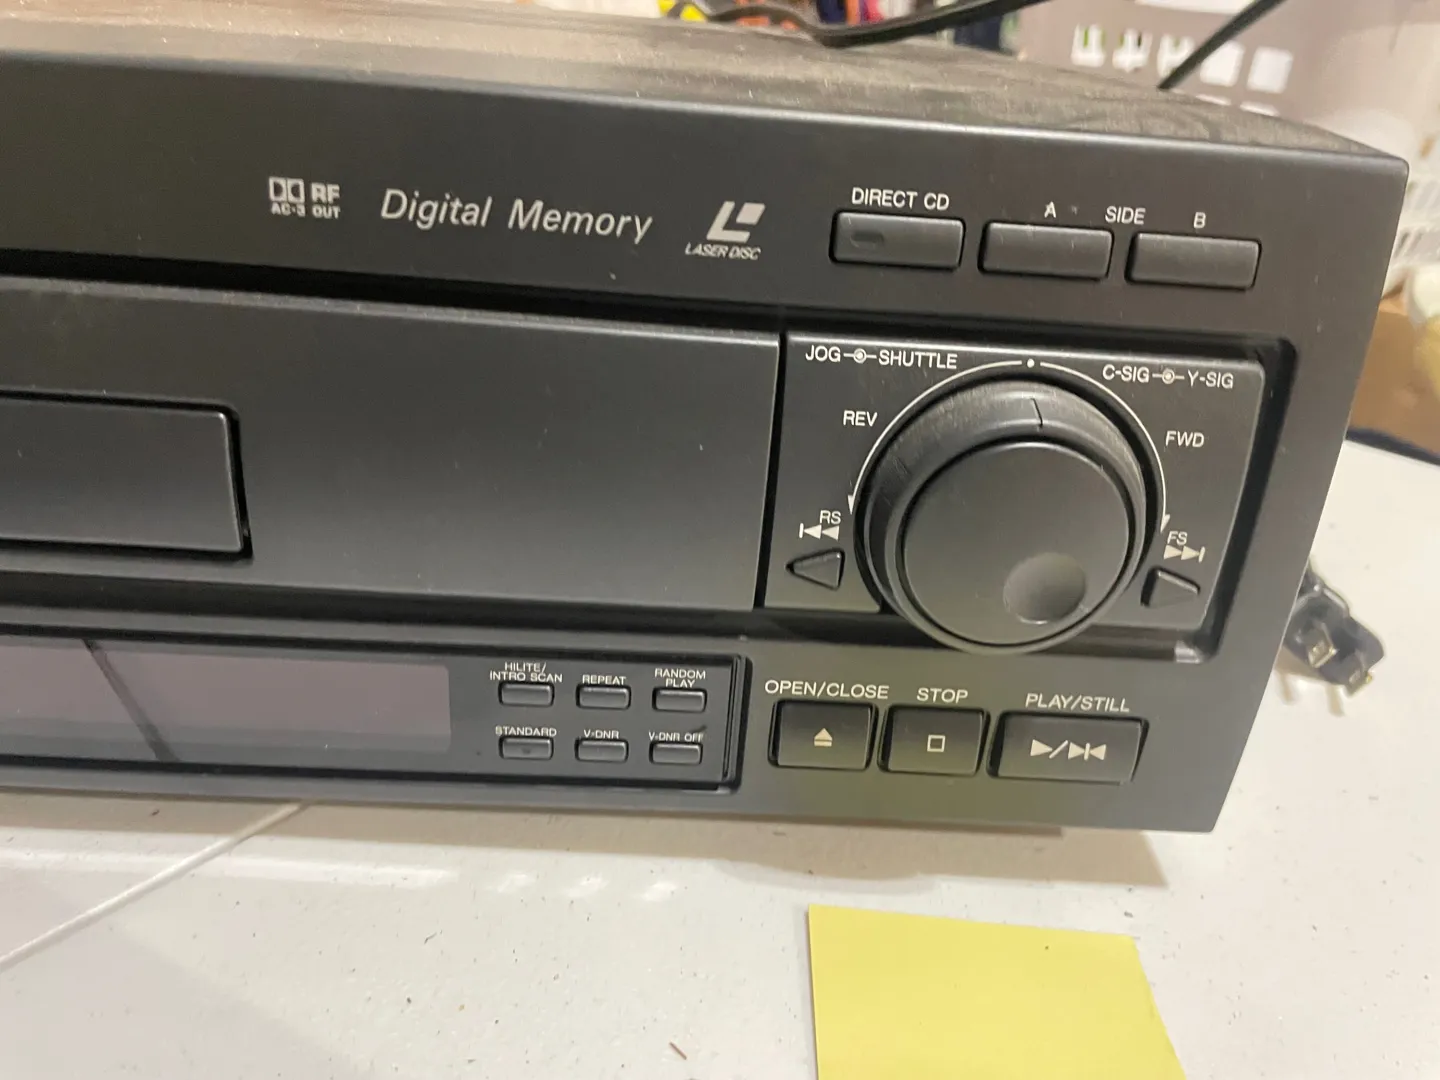 DIRECT CD
A SIDE B
RF
AC-3 OUT
Digital Memory
LASER DISC
JOG SHUTTLE
C-SIG Y-SIG
REV
FWD
RS
FS
HILITE/
INTRO SCAN
REPEAT
RANDOM
PLAY
STANDARD
V-DNR
V-DNR OFF
OPEN/CLOSE
STOP
PLAY/STILL